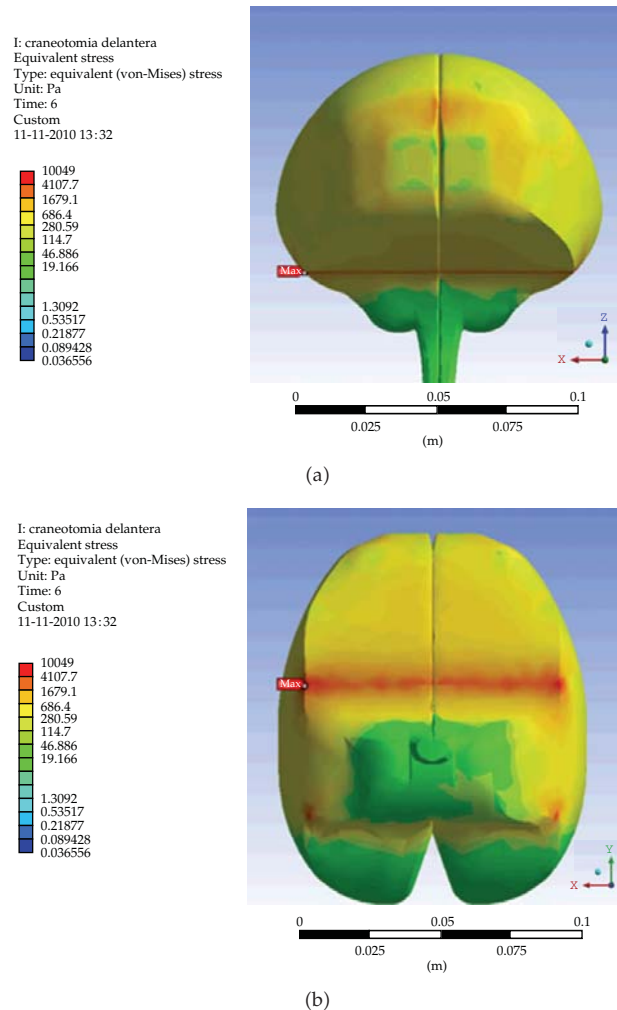 I: craneotomia delantera
Equivalent stress
Type: equivalent (von-Mises) stress
Unit: Pa
Time: 6
Custom
11-11-2010 13:32
10049
4107.7
1679.1
686.4
280.59
114.7
46.886
19.166
1.3092
0.53517
0.21877
0.089428
0.036556
Max
Z
X
0 0.05 0.1
0.025 0.075
(m)
(a)
I: craneotomia delantera
Equivalent stress
Type: equivalent (von-Mises) stress
Unit: Pa
Time: 6
Custom
11-11-2010 13:32
10049
4107.7
1679.1
686.4
280.59
114.7
46.886
19.166
1.3092
0.53517
0.21877
0.089428
0.036556
Max
Y
X
0 0.05 0.1
0.025 0.075
(m)
(b)